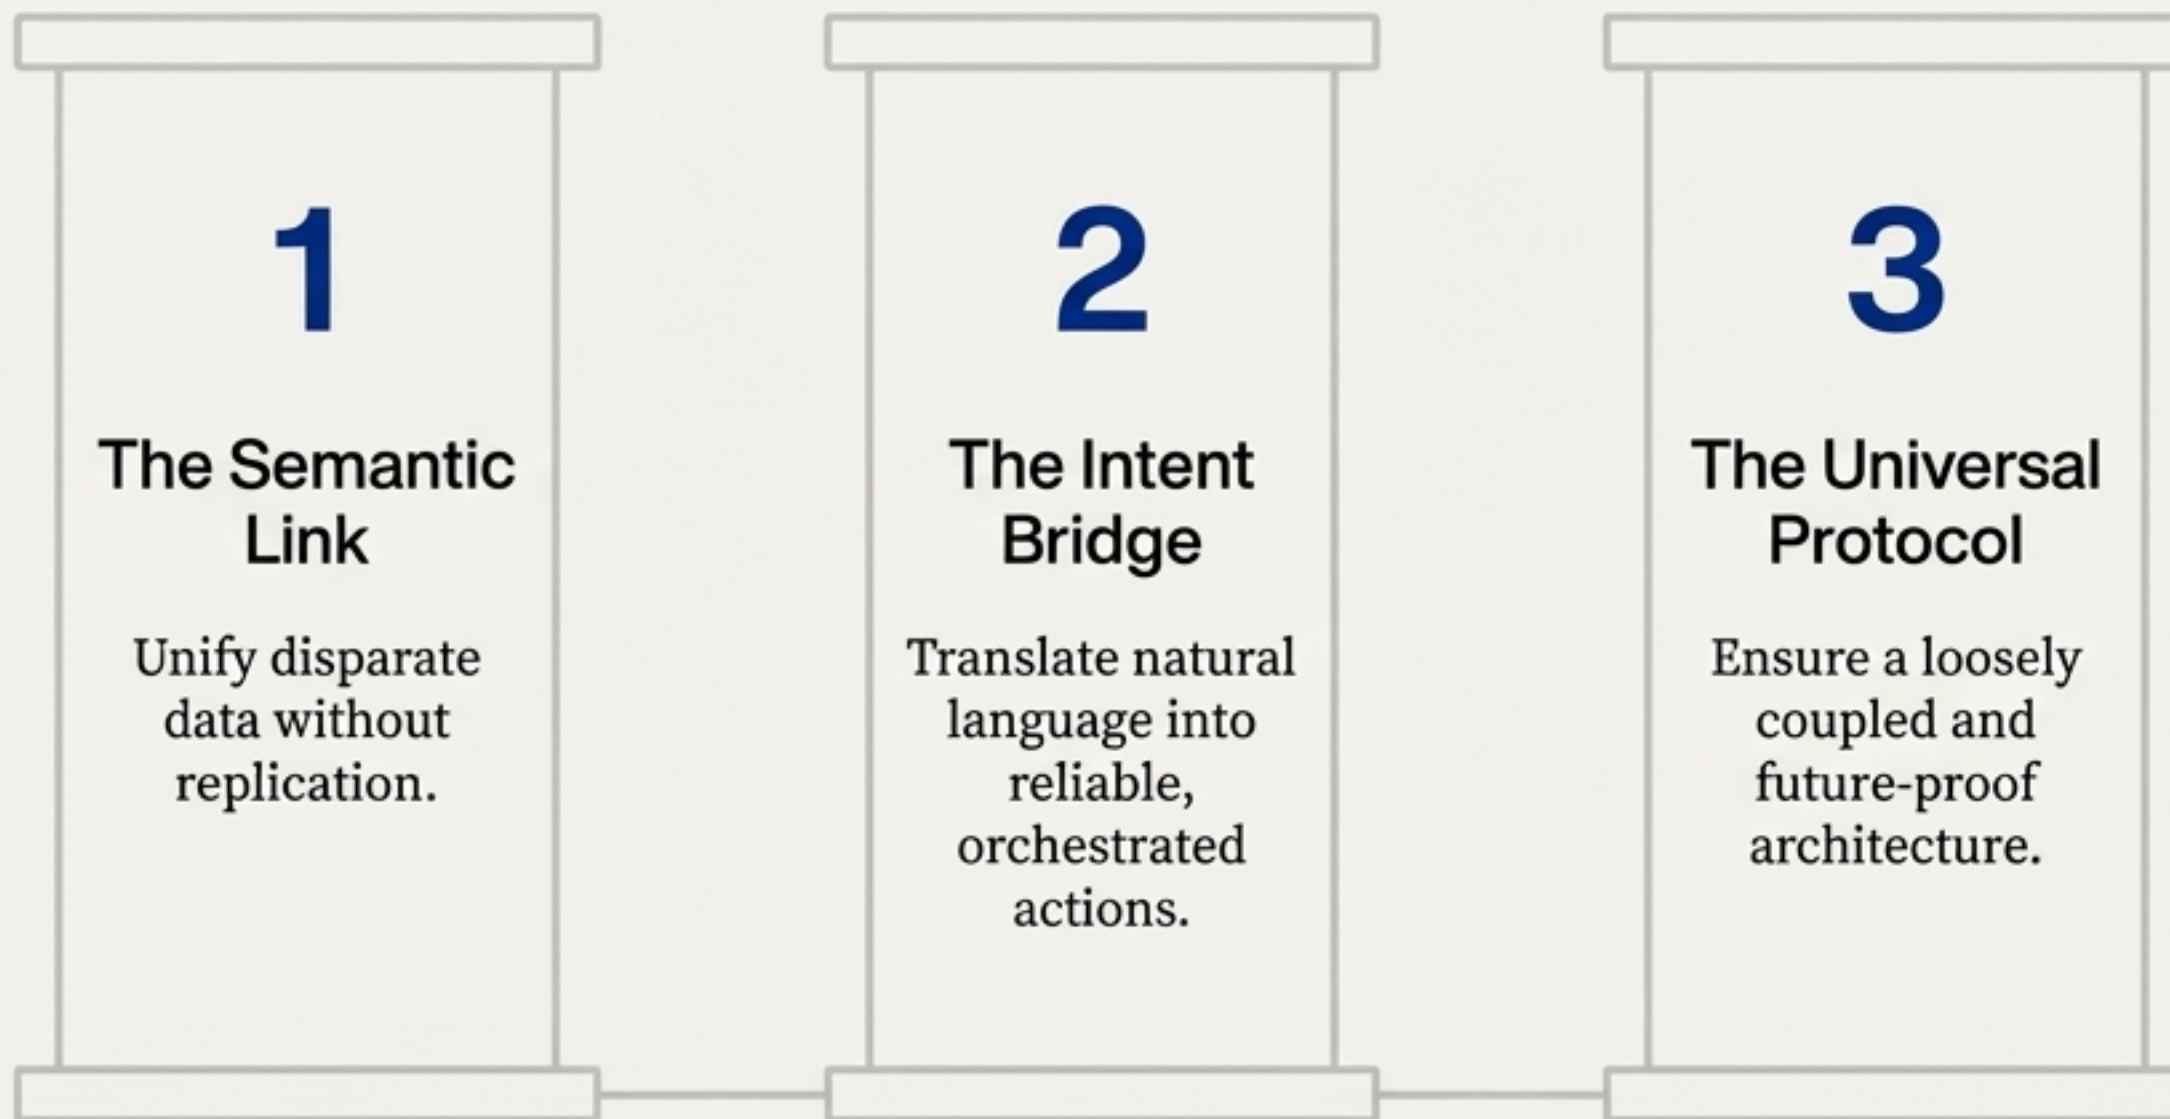 1
The Semantic
Link
Unify disparate
data without
replication.
2
The Intent
Bridge
Translate natural
language into
reliable,
orchestrated
actions.
3
The Universal
Protocol
Ensure a loosely
coupled and
future-proof
architecture.